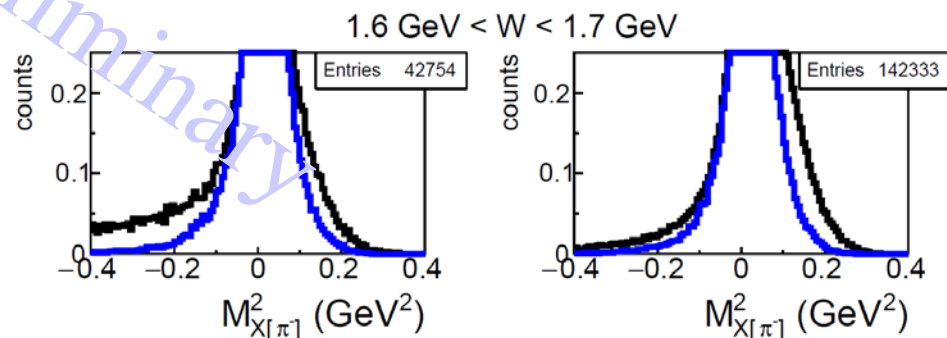 1.6 GeV < W < 1.7 GeV
counts
Entries 42754
0.2
0.1
0
−0.4 −0.2 0 0.2 0.4
M²X[π⁻] (GeV²)
counts
Entries 142333
0.2
0.1
0
−0.4 −0.2 0 0.2 0.4
M²X[π⁻] (GeV²)
liminary